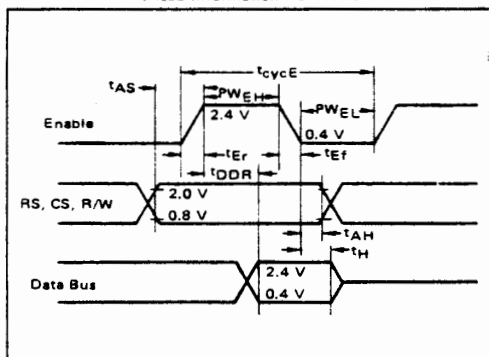 tcycE
tAS
PWEH
PWEL
Enable
2.4 V
0.4 V
tEr
tEf
tDDR
RS, CS, R/W
2.0 V
0.8 V
tAH
tH
Data Bus
2.4 V
0.4 V